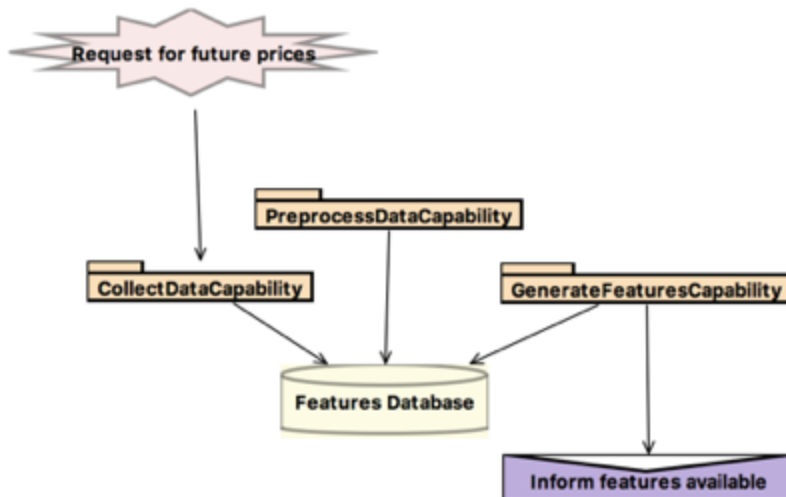 Request for future prices
PreprocessDataCapability
CollectDataCapability
GenerateFeaturesCapability
Features Database
Inform features available